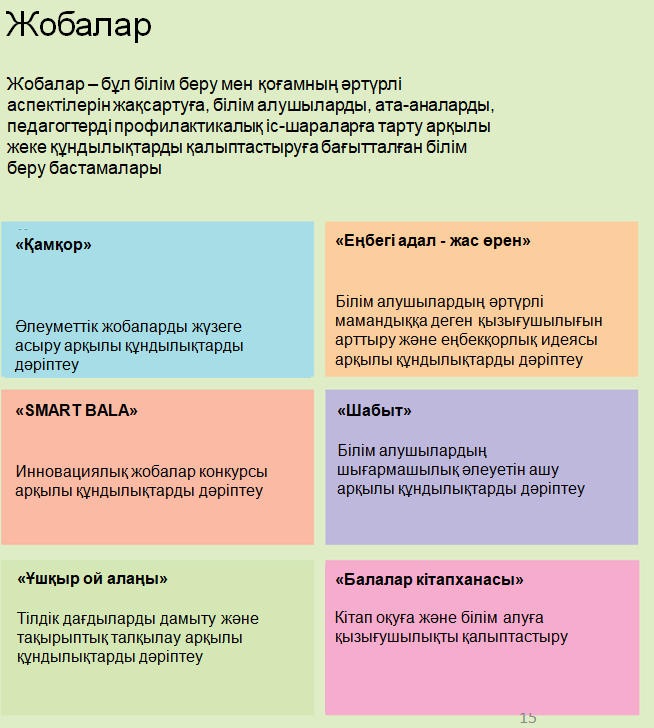 Жобалар
Жобалар – бұл білім беру мен қоғамның әртүрлі
аспектілерін жақсартуға, білім алушыларды, ата-аналарды,
педагогтерді профилактикалық іс-шараларға тарту арқылы
жеке құндылықтарды қалыптастыруға бағытталған білім
беру бастамалары
«Қамқор»
Әлеуметтік жобаларды жүзеге
асыру арқылы құндылықтарды
дәріптеу
«Еңбегі адал - жас өрен»
Білім алушылардың әртүрлі
мамандыққа деген қызығушылығын
арттыру және еңбекқорлық идеясы
арқылы құндылықтарды дәріптеу
«SMART BALA»
Инновациялық жобалар конкурсы
арқылы құндылықтарды дәріптеу
«Шабыт»
Білім алушылардың
шығармашылық әлеуетін ашу
арқылы құндылықтарды дәріптеу
«Ұшқыр ой алаңы»
Тілдік дағдыларды дамыту және
тақырыптық талқылау арқылы
құндылықтарды дәріптеу
«Балалар кітапханасы»
Кітап оқуға және білім алуға
қызығушылықты қалыптастыру
15